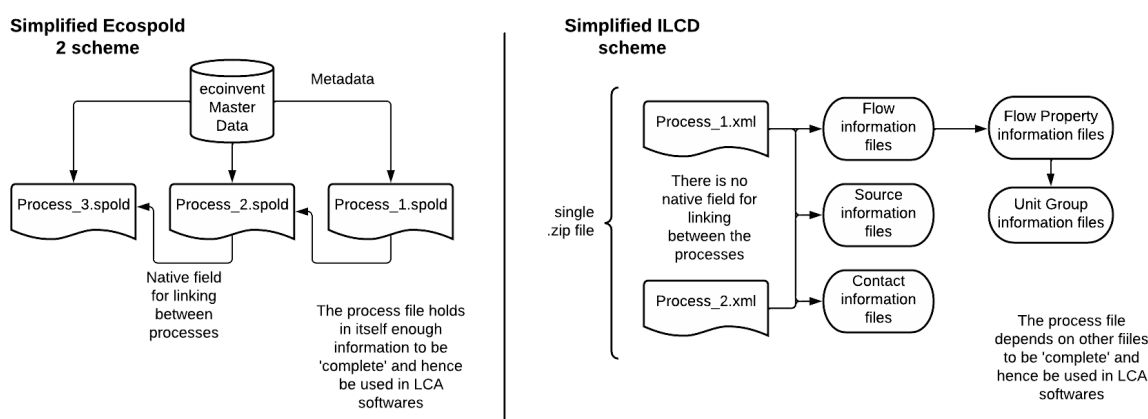 Simplified Ecospold
2 scheme
ecoinvent
Master
Data
Metadata
Process_3.spold
Process_2.spold
Process_1.spold
Native field
for linking
between
processes
The process file holds
in itself enough
information to be
'complete' and hence
be used in LCA
softwares
Simplified ILCD
scheme
single
.zip file
Process_1.xml
There is no
native field for
linking
between the
processes
Process_2.xml
Flow
information
files
Source
information
files
Contact
information
files
Flow Property
information files
Unit Group
information files
The process file
depends on other fiiles
to be 'complete' and
hence be used in LCA
softwares